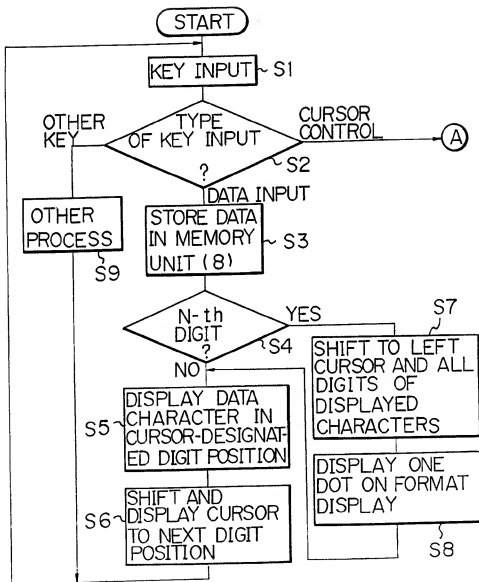 START
KEY INPUT
S1
OTHER
KEY
TYPE
OF KEY INPUT
?
CURSOR
CONTROL
A
S2
DATA INPUT
OTHER
PROCESS
S9
STORE DATA
IN MEMORY
UNIT (8)
S3
N-th
DIGIT
?
S4
YES
NO
S7
SHIFT TO LEFT
CURSOR AND ALL
DIGITS OF
DISPLAYED
CHARACTERS
S5
DISPLAY DATA
CHARACTER IN
CURSOR-DESIGNAT-
ED DIGIT POSITION
DISPLAY ONE
DOT ON FORMAT
DISPLAY
S8
S6
SHIFT AND
DISPLAY CURSOR
TO NEXT DIGIT
POSITION